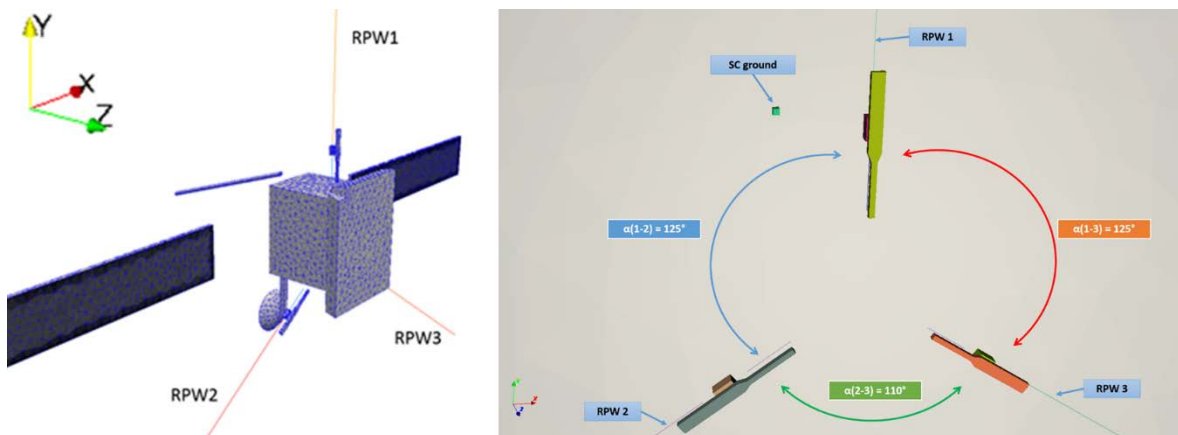 Y
X
Z
RPW1
RPW3
RPW2
RPW 1
SC ground
α(1-2) = 125°
α(1-3) = 125°
α(2-3) = 110°
RPW 2
RPW 3